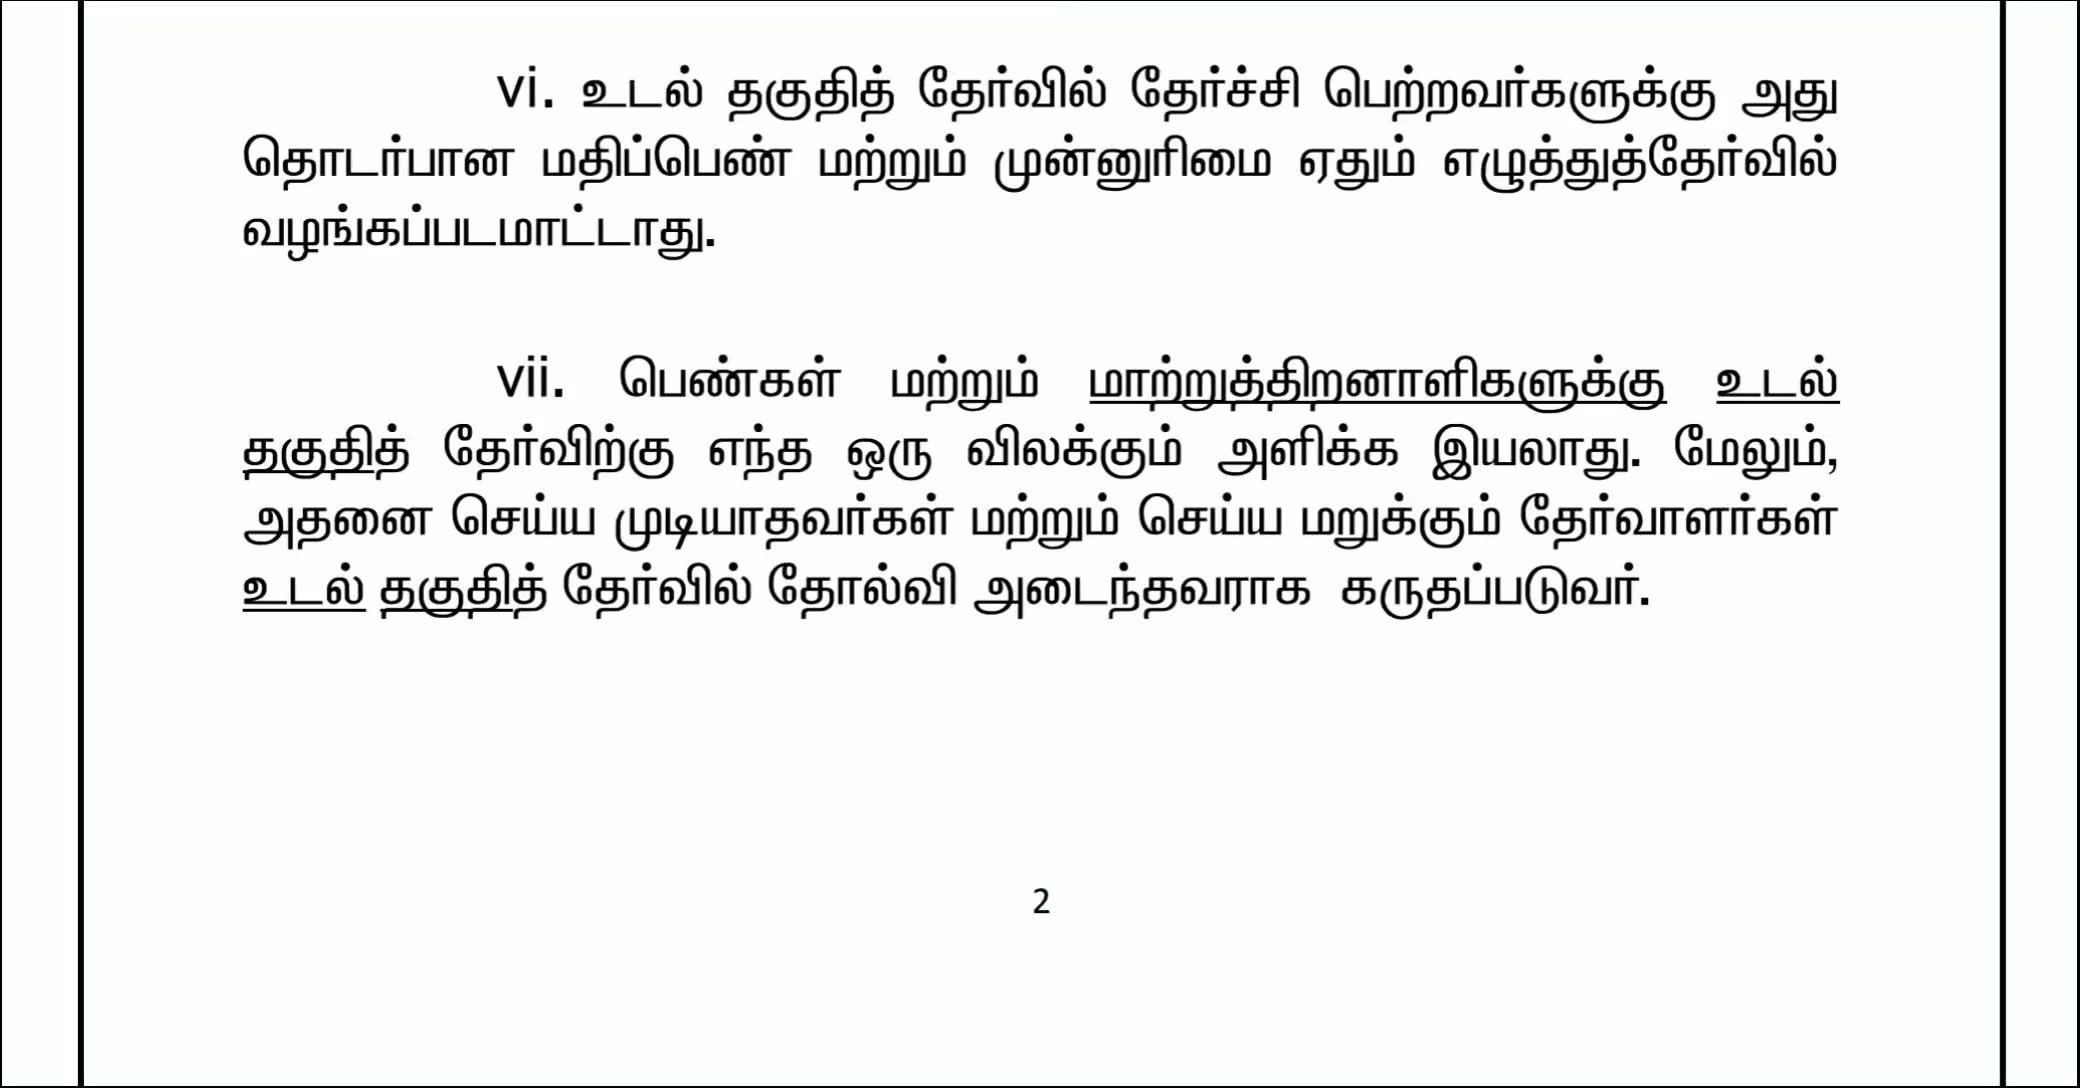 vi. உடல் தகுதித் தேர்வில் தேர்ச்சி பெற்றவர்களுக்கு அது
தொடர்பான மதிப்பெண் மற்றும் முன்னுரிமை ஏதும் எழுத்துத்தேர்வில்
வழங்கப்படமாட்டாது.
vii. பெண்கள் மற்றும் மாற்றுத்திறனாளிகளுக்கு உடல்
தகுதித் தேர்விற்கு எந்த ஒரு விலக்கும் அளிக்க இயலாது. மேலும்,
அதனை செய்ய முடியாதவர்கள் மற்றும் செய்ய மறுக்கும் தேர்வாளர்கள்
உடல் தகுதித் தேர்வில் தோல்வி அடைந்தவராக கருதப்படுவர்.
2